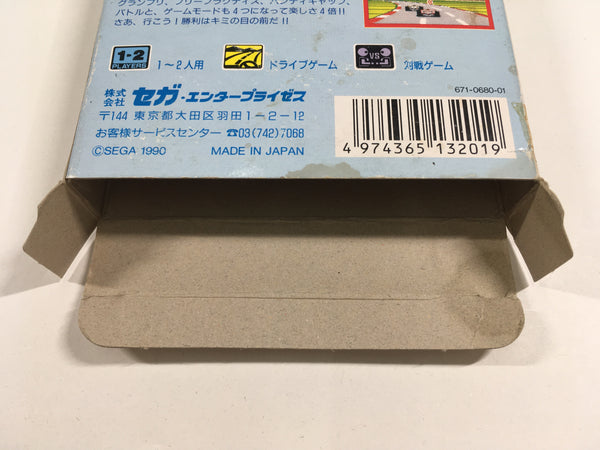 グランプリ、フリープラクティス、ハンディキャップ、
バトルと、ゲームモードも4つになって楽しさ4倍!!
さあ、行こう!勝利はキミの目の前だ!!
1-2
PLAYERS
1〜2人用
ドライブゲーム
VS
対戦ゲーム
671-0680-01
株式会社 セガ・エンタープライゼス
〒144 東京都大田区羽田1-2-12
お客様サービスセンター ☎03(742)7068
©SEGA 1990 MADE IN JAPAN
4 974365 132019